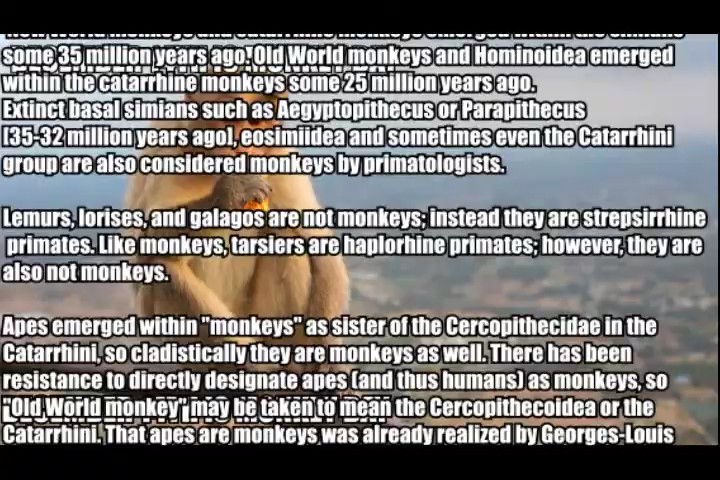 some 35 million years ago. Old World monkeys and Hominoidea emerged
within the catarrhine monkeys some 25 million years ago.
Extinct basal simians such as Aegyptopithecus or Parapithecus
[35-32 million years ago], eosimiidea and sometimes even the Catarrhini
group are also considered monkeys by primatologists.
Lemurs, lorises, and galagos are not monkeys; instead they are strepsirrhine
primates. Like monkeys, tarsiers are haplorhine primates; however, they are
also not monkeys.
Apes emerged within "monkeys" as sister of the Cercopithecidae in the
Catarrhini, so cladistically they are monkeys as well. There has been
resistance to directly designate apes (and thus humans) as monkeys, so
"Old World monkey" may be taken to mean the Cercopithecoidea or the
Catarrhini. That apes are monkeys was already realized by Georges-Louis